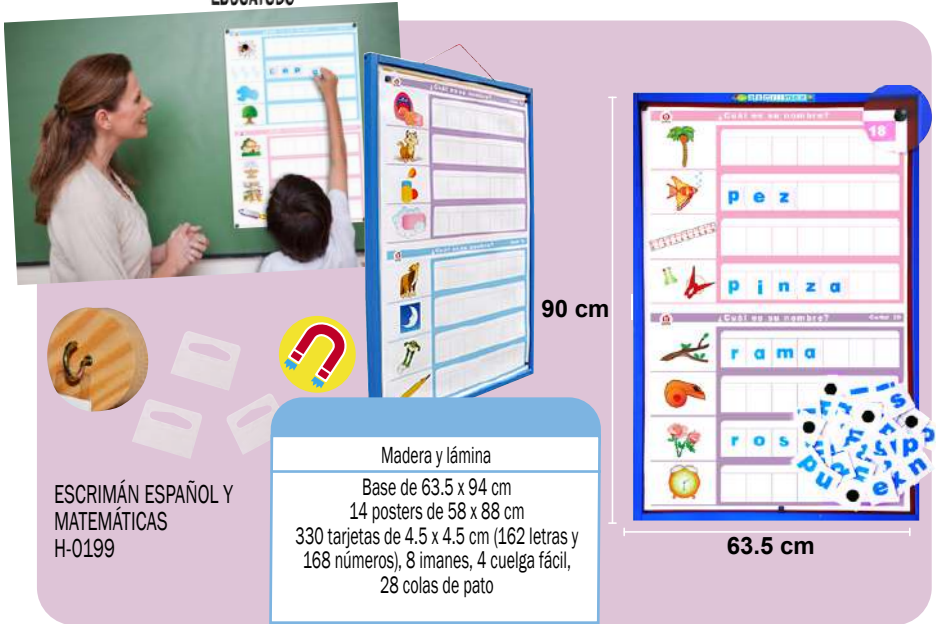 EDUCATODO
¿Cuál es su nombre?
¿Cuál es su nombre?
18
¿Cuál es su nombre?
pez
pinza
¿Cuál es su nombre?
rama
ros
90 cm
63.5 cm
ESCRIMÁN ESPAÑOL Y
MATEMÁTICAS
H-0199
Madera y lámina
Base de 63.5 x 94 cm
14 posters de 58 x 88 cm
330 tarjetas de 4.5 x 4.5 cm (162 letras y
168 números), 8 imanes, 4 cuelga fácil,
28 colas de pato